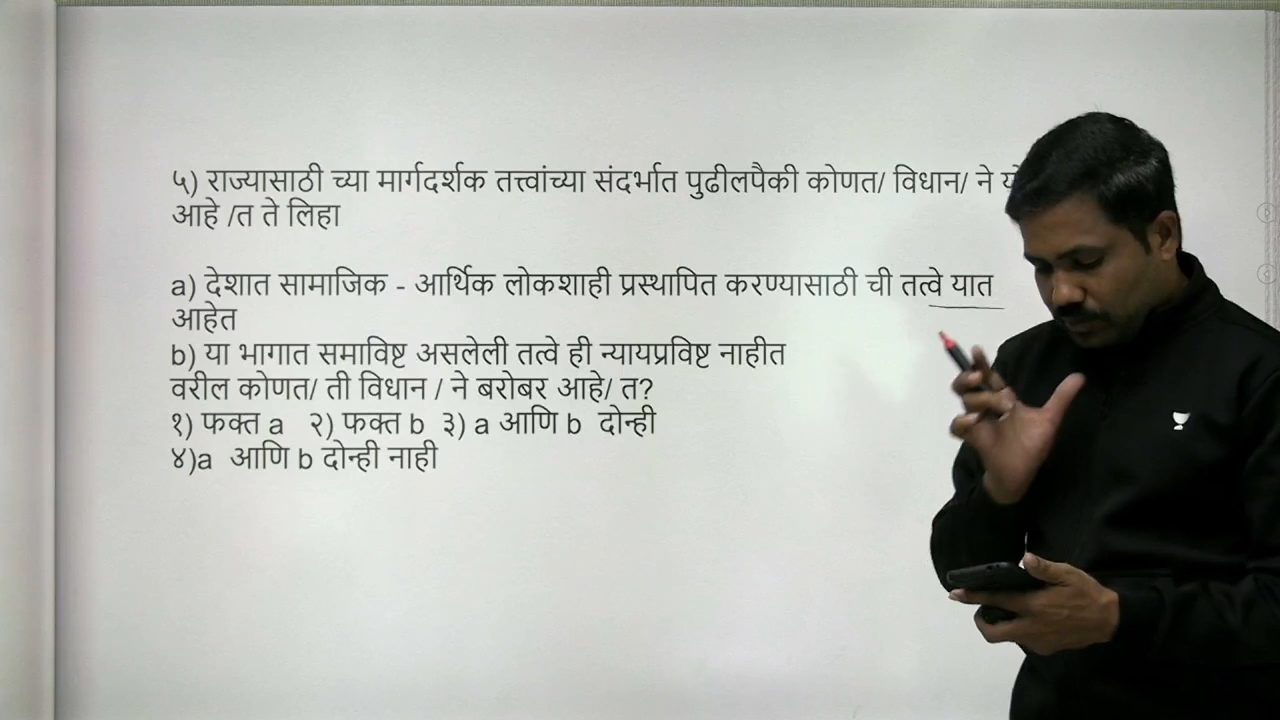 ५) राज्यासाठी च्या मार्गदर्शक तत्त्वांच्या संदर्भात पुढीलपैकी कोणत/ विधान/ ने
आहे /त ते लिहा
a) देशात सामाजिक - आर्थिक लोकशाही प्रस्थापित करण्यासाठी ची तत्वे यात
आहेत
b) या भागात समाविष्ट असलेली तत्वे ही न्यायप्रविष्ट नाहीत
वरील कोणत/ ती विधान / ने बरोबर आहे/ त?
१) फक्त a २) फक्त b ३) a आणि b दोन्ही
४)a आणि b दोन्ही नाही